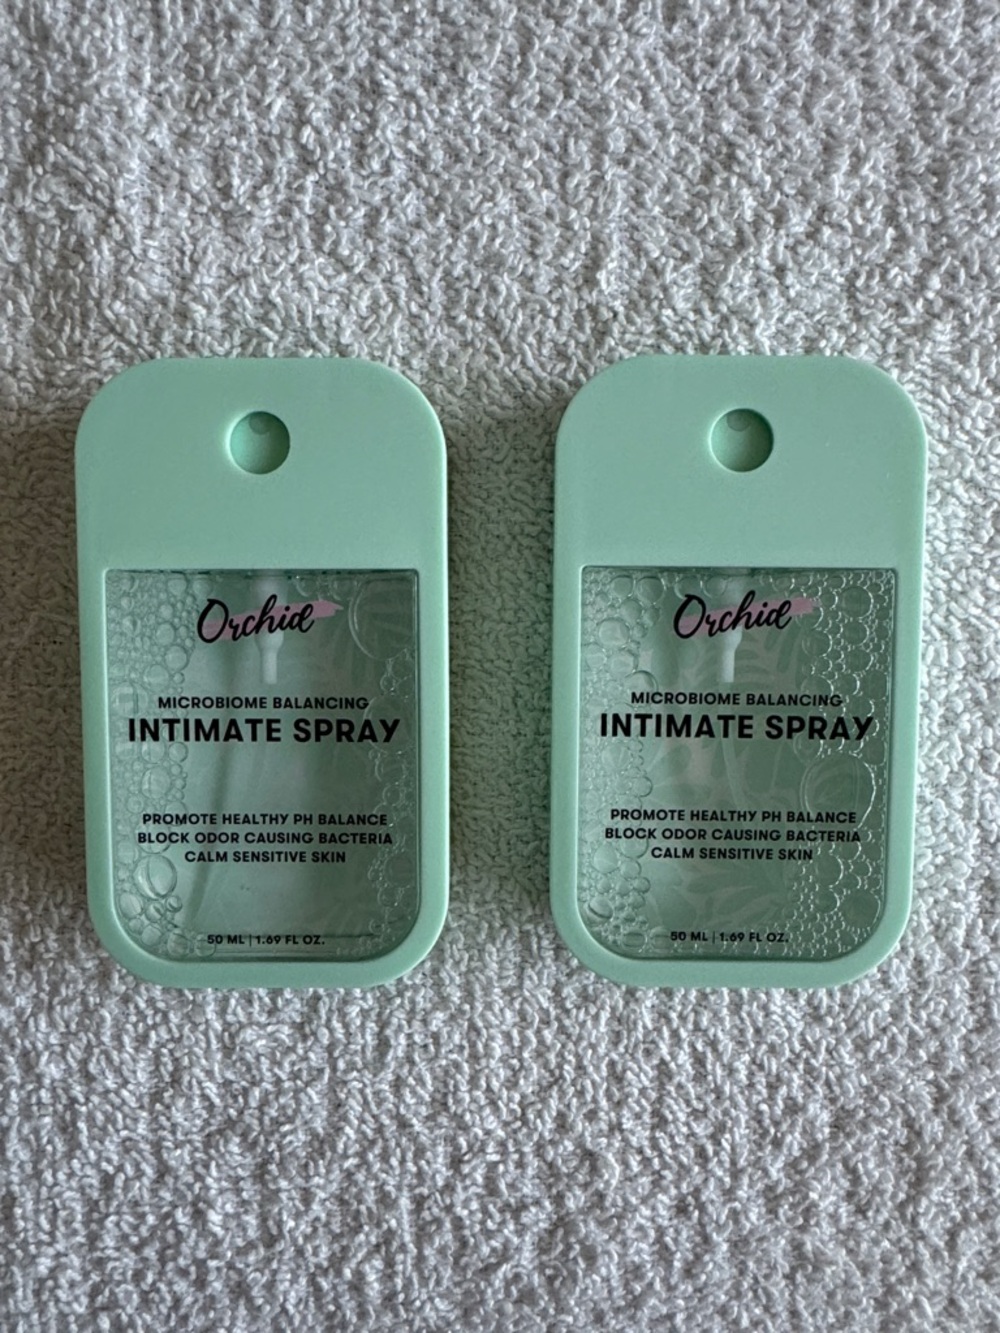 Orchid
MICROBIOME BALANCING
INTIMATE SPRAY
PROMOTE HEALTHY PH BALANCE
BLOCK ODOR CAUSING BACTERIA
CALM SENSITIVE SKIN
50 ML | 1.69 FL OZ.
Orchid
MICROBIOME BALANCING
INTIMATE SPRAY
PROMOTE HEALTHY PH BALANCE
BLOCK ODOR CAUSING BACTERIA
CALM SENSITIVE SKIN
50 ML | 1.69 FL OZ.